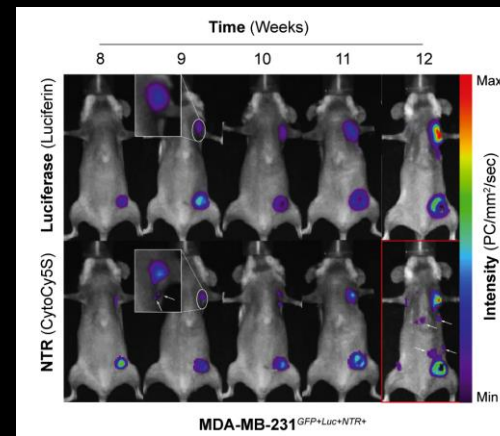 Time (Weeks)
8 9 10 11 12
Luciferase (Luciferin)
NTR (CytoCy5S)
Max
Intensity (PC/mm²/sec)
Min
MDA-MB-231GFP+Luc+NTR+